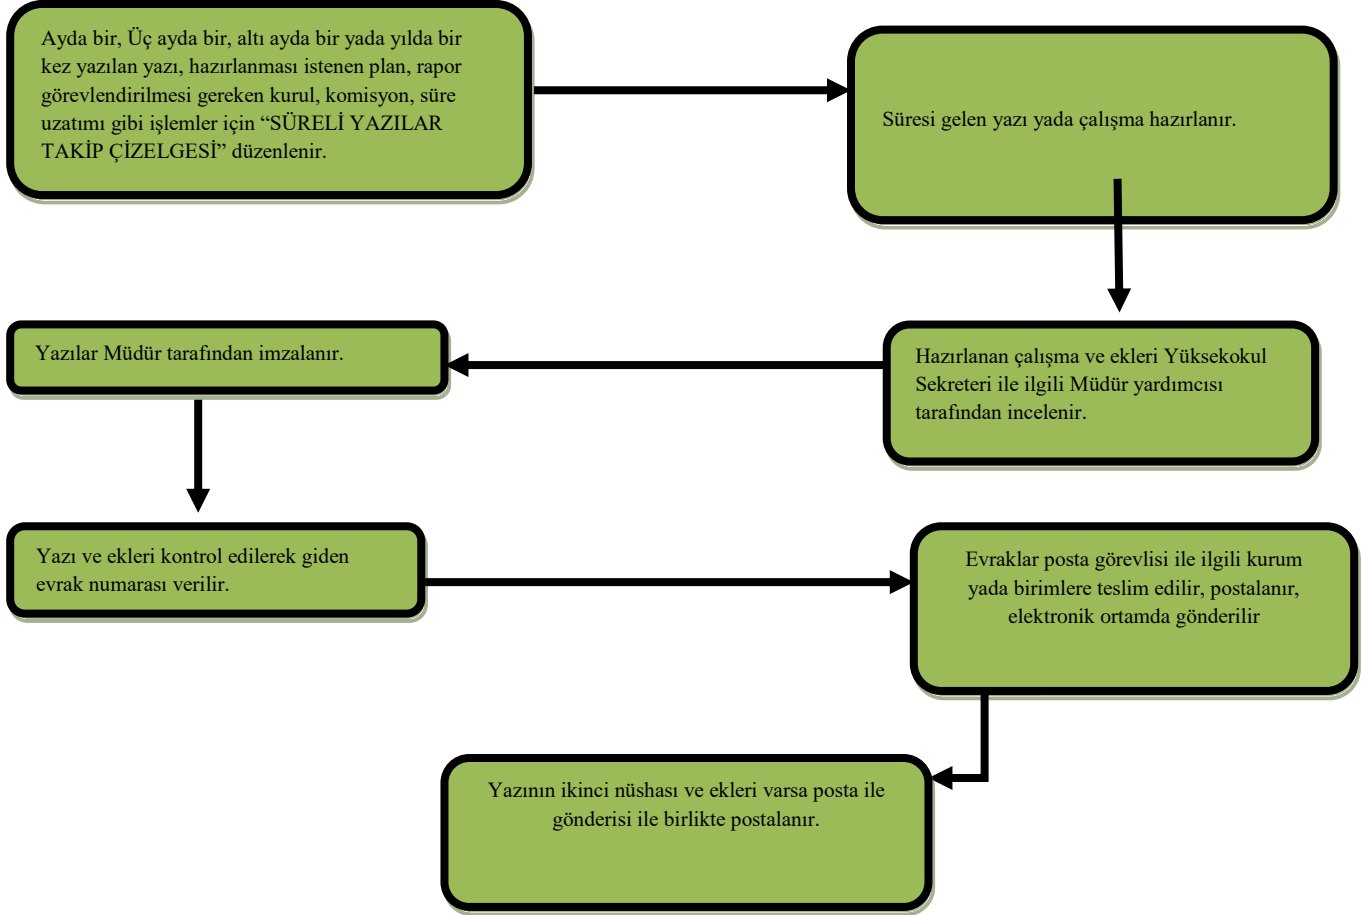 Ayda bir, Üç ayda bir, altı ayda bir yada yılda bir
kez yazılan yazı, hazırlanması istenen plan, rapor
görevlendirilmesi gereken kurul, komisyon, süre
uzatımı gibi işlemler için “SÜRELİ YAZILAR
TAKİP ÇİZELGESİ” düzenlenir.
Süresi gelen yazı yada çalışma hazırlanır.
Hazırlanan çalışma ve ekleri Yüksekokul
Sekreteri ile ilgili Müdür yardımcısı
tarafından incelenir.
Yazılar Müdür tarafından imzalanır.
Yazı ve ekleri kontrol edilerek giden
evrak numarası verilir.
Evraklar posta görevlisi ile ilgili kurum
yada birimlere teslim edilir, postalanır,
elektronik ortamda gönderilir
Yazının ikinci nüshası ve ekleri varsa posta ile
gönderisi ile birlikte postalanır.